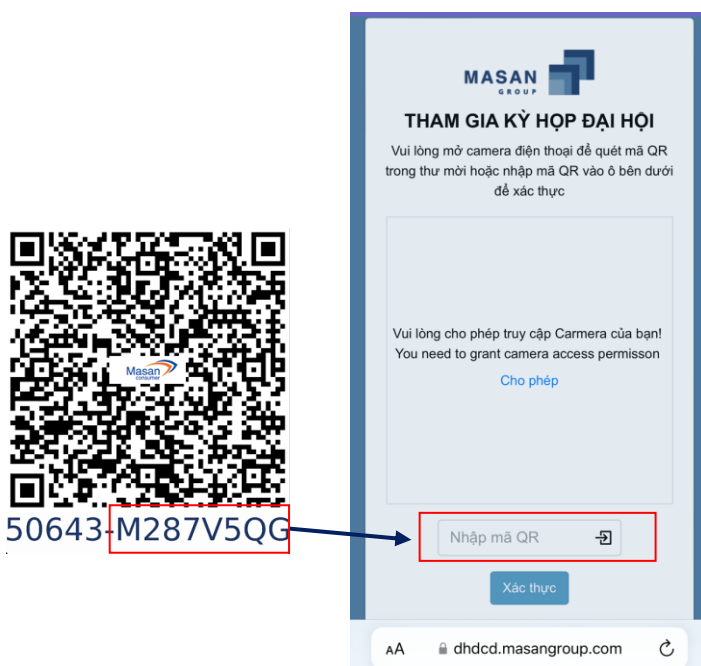 Masan
consumer
50643-M287V5QG
MASAN
GROUP
THAM GIA KỲ HỌP ĐẠI HỘI
Vui lòng mở camera điện thoại để quét mã QR
trong thư mời hoặc nhập mã QR vào ô bên dưới
để xác thực
Vui lòng cho phép truy cập Carmera của bạn!
You need to grant camera access permisson
Cho phép
Nhập mã QR
Xác thực
AA dhdcd.masangroup.com